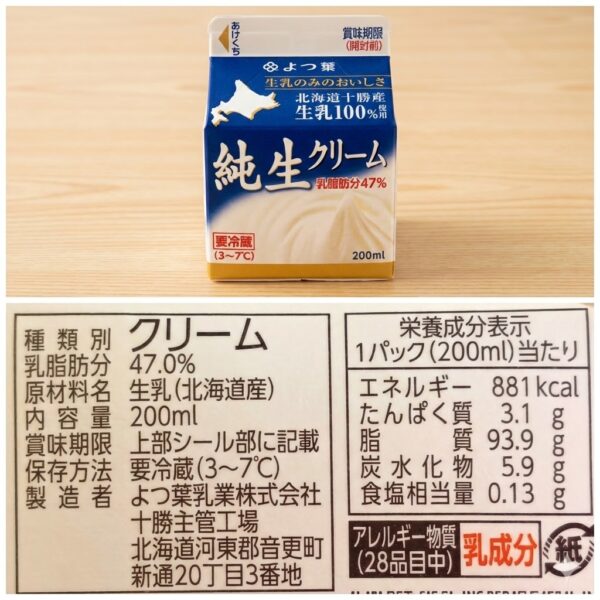 あけくち
賞味期限
(開封前)
よつ葉
生乳のみのおいしさ
北海道十勝産
生乳100%使用
純生クリーム
乳脂肪分47%
要冷蔵
(3~7℃)
200ml
種類別 クリーム
乳脂肪分 47.0%
原材料名 生乳(北海道産)
内容量 200ml
賞味期限 上部シール部に記載
保存方法 要冷蔵(3~7℃)
製造者 よつ葉乳業株式会社
十勝主管工場
北海道河東郡音更町
新通20丁目3番地
栄養成分表示
1パック(200ml)当たり
エネルギー 881kcal
たんぱく質 3.1g
脂質 93.9g
炭水化物 5.9g
食塩相当量 0.13g
アレルギー物質
(28品目中)
乳成分
紙